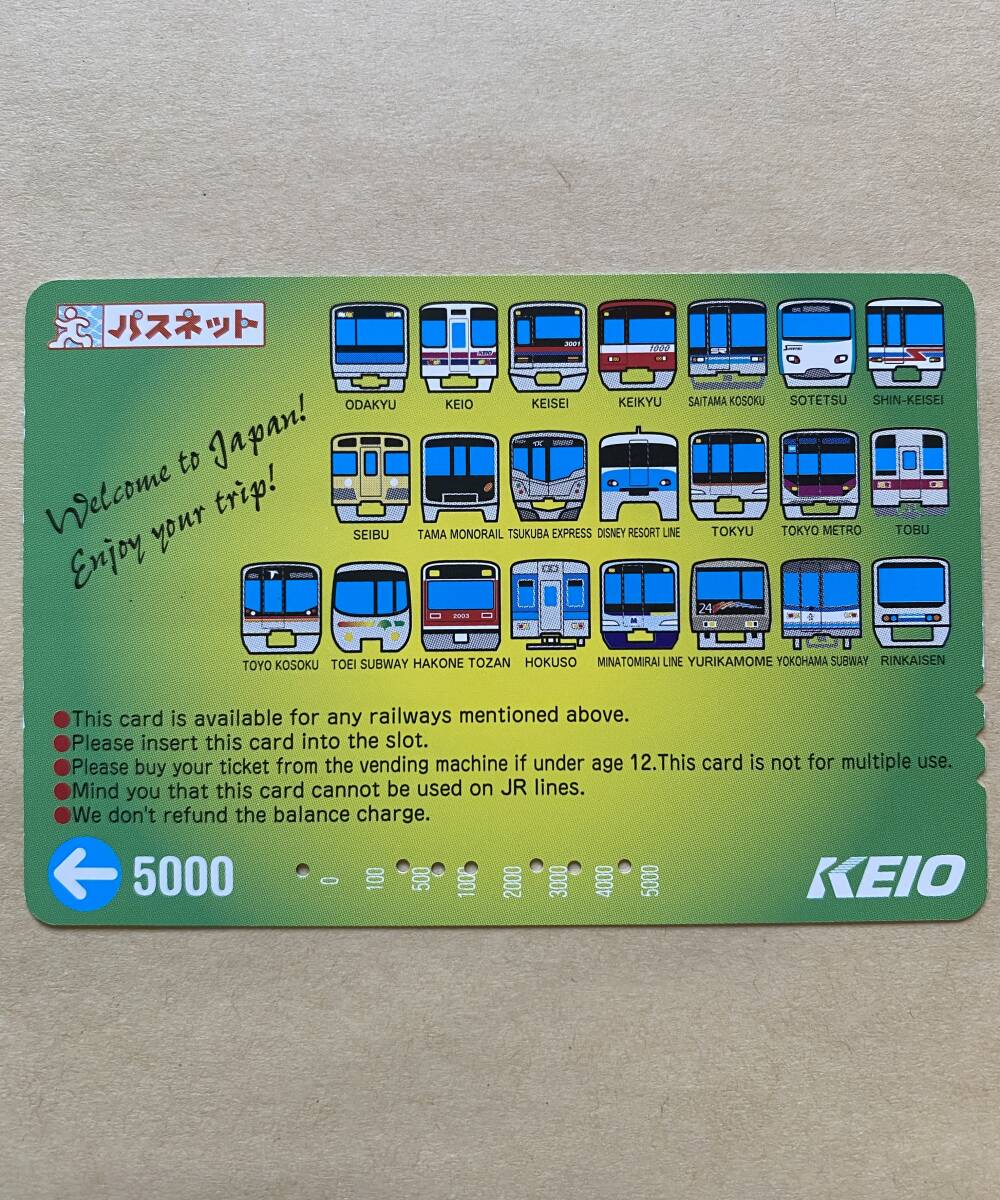 パスネット
Welcome to Japan!
Enjoy your trip!
3001
1000
SR
ODAKYU KEIO KEISEI KEIKYU SAITAMA KOSOKU SOTETSU SHIN-KEISEI
SEIBU TAMA MONORAIL TSUKUBA EXPRESS DISNEY RESORT LINE TOKYU TOKYO METRO TOBU
2003
M
24
TOYO KOSOKU TOEI SUBWAY HAKONE TOZAN HOKUSO MINATOMIRAI LINE YURIKAMOME YOKOHAMA SUBWAY RINKAISEN
●This card is available for any railways mentioned above.
●Please insert this card into the slot.
●Please buy your ticket from the vending machine if under age 12.This card is not for multiple use.
●Mind you that this card cannot be used on JR lines.
●We don't refund the balance charge.
5000
0 100 500 1000 2000 3000 4000 5000
KEIO